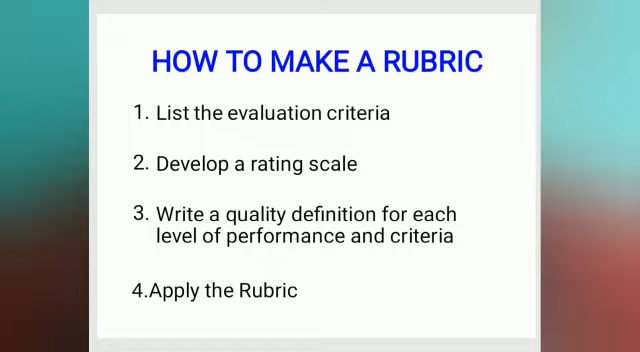 HOW TO MAKE A RUBRIC
1. List the evaluation criteria
2. Develop a rating scale
3. Write a quality definition for each
level of performance and criteria
4.Apply the Rubric